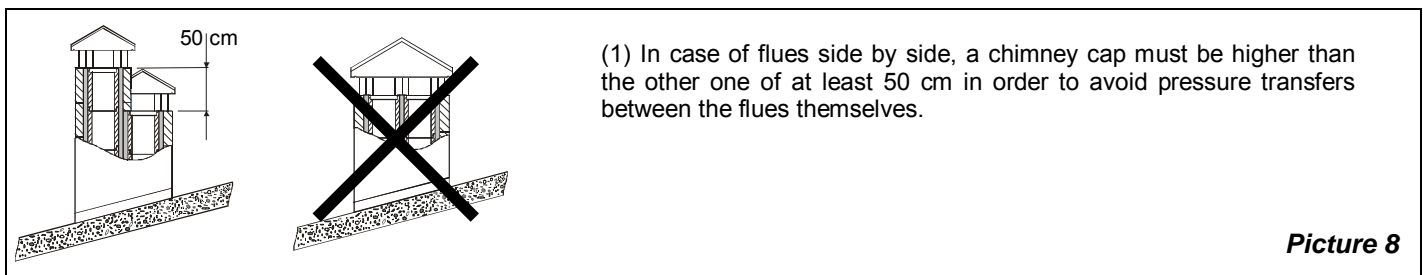 50 cm
(1) In case of flues side by side, a chimney cap must be higher than
the other one of at least 50 cm in order to avoid pressure transfers
between the flues themselves.
Picture 8